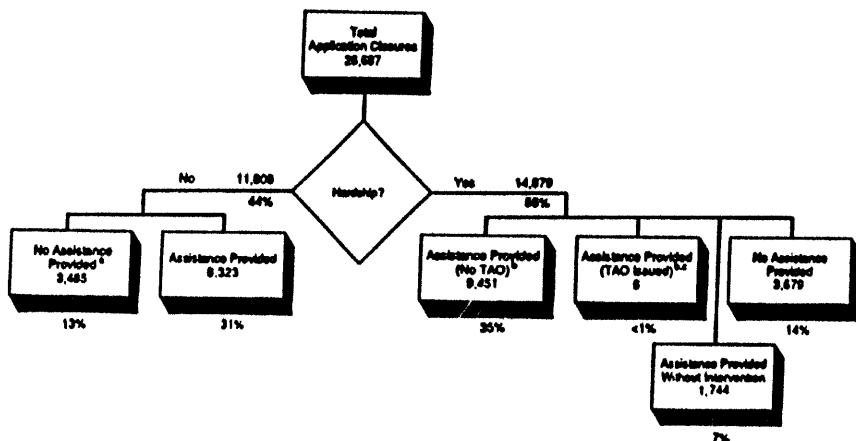 Total
Application Closures
26,687
Hardship?
No 11,808
44%
Yes 14,879
56%
No Assistance
Provided a
3,485
13%
Assistance Provided
8,323
31%
Assistance Provided
(No TAO) b
9,451
35%
Assistance Provided
(TAO Issued) b,c
6
<1%
No Assistance
Provided
3,679
14%
Assistance Provided
Without Intervention
1,744
7%